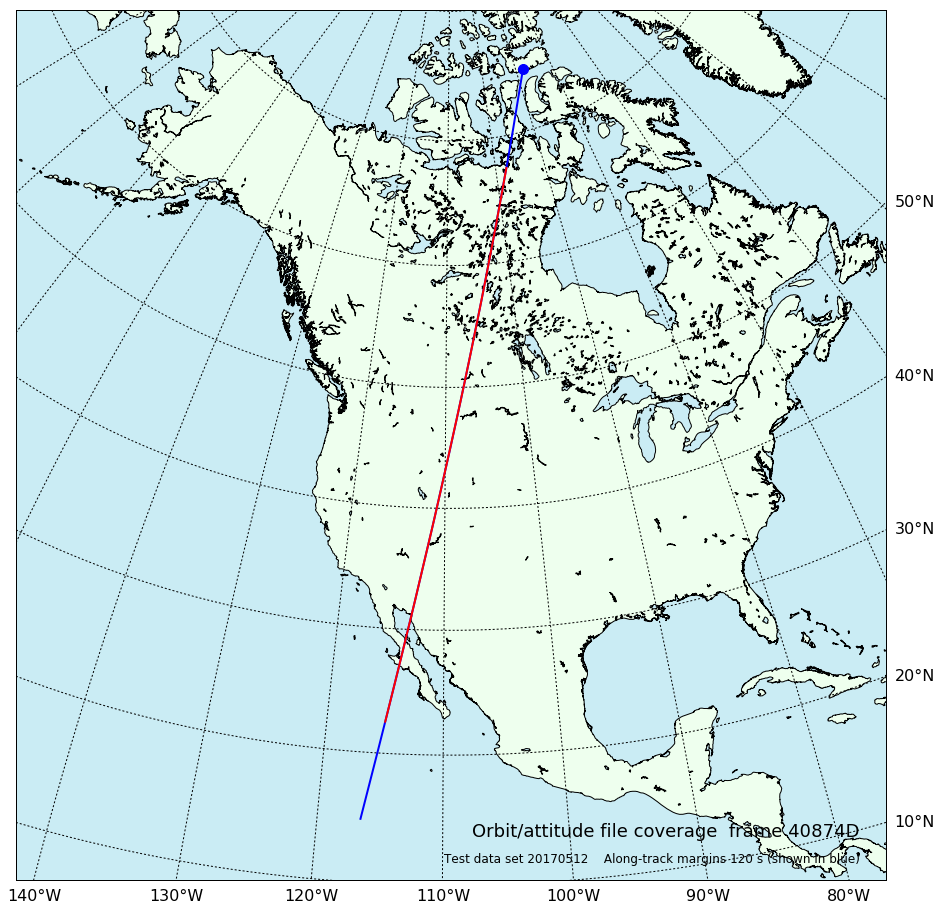 50°N
40°N
30°N
20°N
10°N
Orbit/attitude file coverage  frame 40874D
Test data set 20170512    Along-track margins 120 s (shown in blue)
140°W 130°W 120°W 110°W 100°W 90°W 80°W